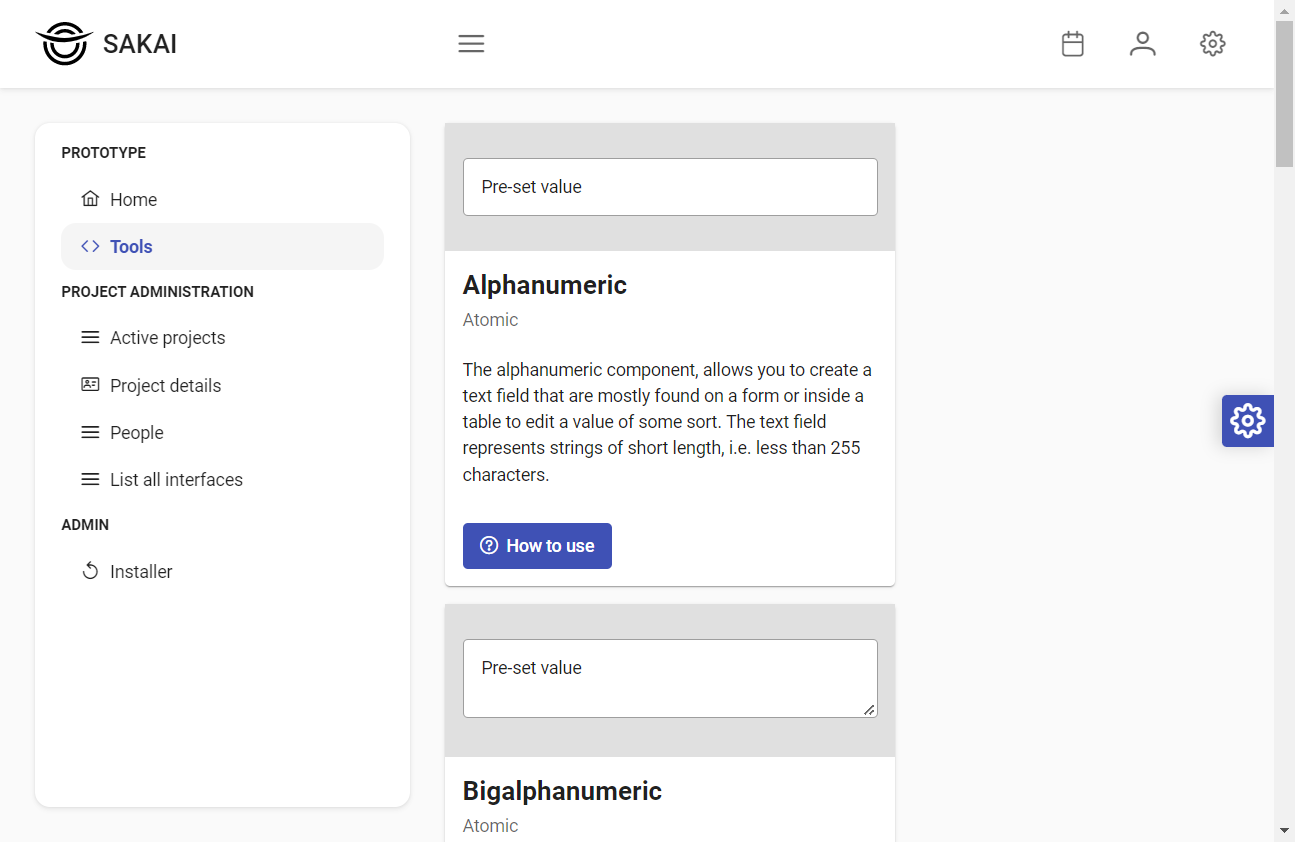 SAKAI
PROTOTYPE
Home
Tools
PROJECT ADMINISTRATION
Active projects
Project details
People
List all interfaces
ADMIN
Installer
Pre-set value
Alphanumeric
Atomic
The alphanumeric component, allows you to create a
text field that are mostly found on a form or inside a
table to edit a value of some sort. The text field
represents strings of short length, i.e. less than 255
characters.
How to use
Pre-set value
Bigalphanumeric
Atomic